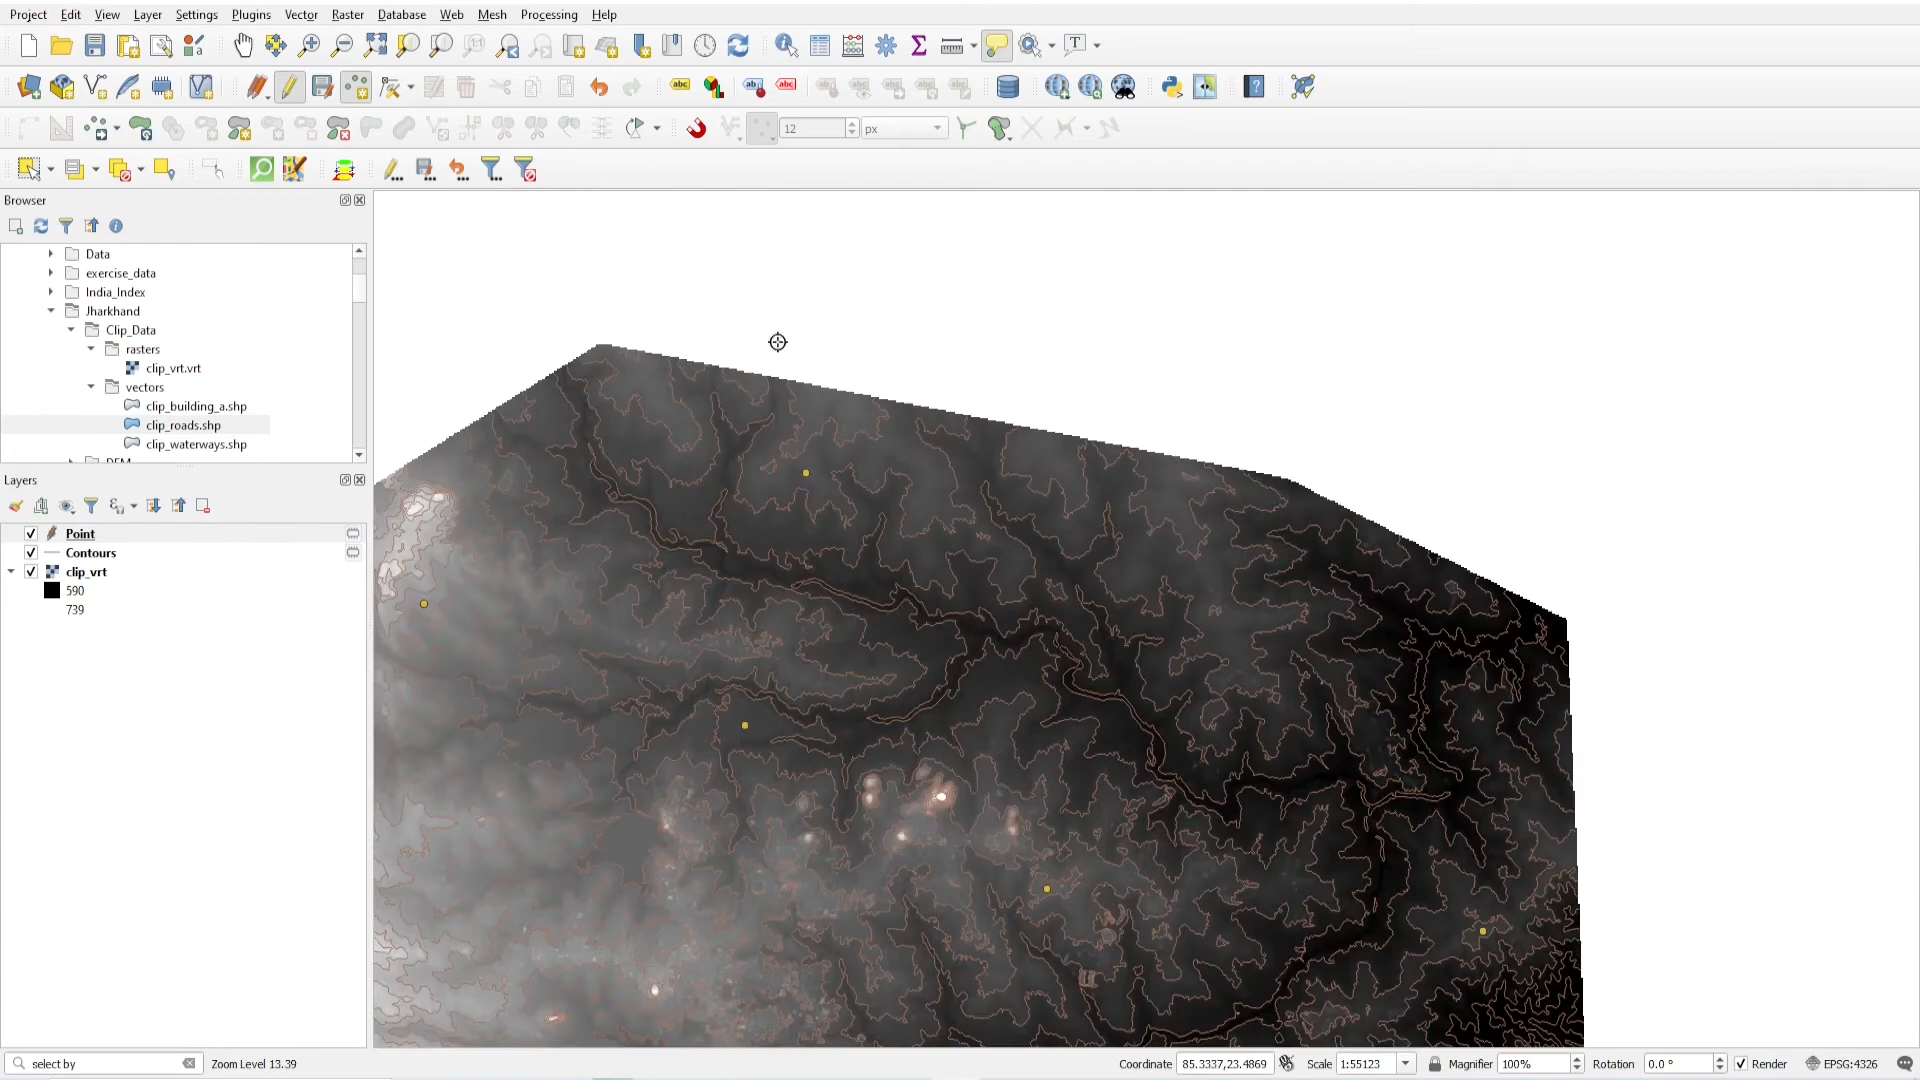 Project Edit View Layer Settings Plugins Vector Raster Database Web Mesh Processing Help
12 px
Browser
Data
exercise_data
India_Index
Jharkhand
Clip_Data
rasters
clip_vrt.vrt
vectors
clip_building_a.shp
clip_roads.shp
clip_waterways.shp
Layers
Point
Contours
clip_vrt
590
739
select by Zoom Level 13.39 Coordinate 85.3337,23.4869 Scale 1:55123 Magnifier 100% Rotation 0.0 ° Render EPSG:4326